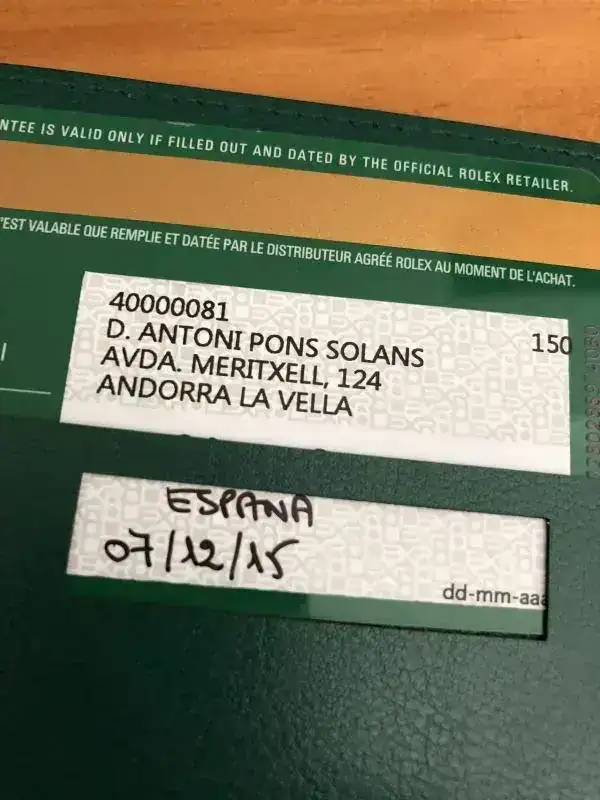 NTEE IS VALID ONLY IF FILLED OUT AND DATED BY THE OFFICIAL ROLEX RETAILER.
'EST VALABLE QUE REMPLIE ET DATÉE PAR LE DISTRIBUTEUR AGRÉÉ ROLEX AU MOMENT DE L'ACHAT.
40000081 150
D. ANTONI PONS SOLANS
AVDA. MERITXELL, 124
ANDORRA LA VELLA
ESPANA
07/12/15
dd-mm-aaa